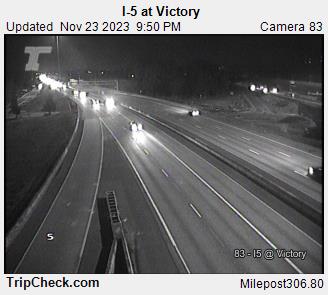 I-5 at Victory
Updated Nov 23 2023 9:50 PM Camera 83
T
S
83 - I5 @ Victory
TripCheck.com Milepost306.80